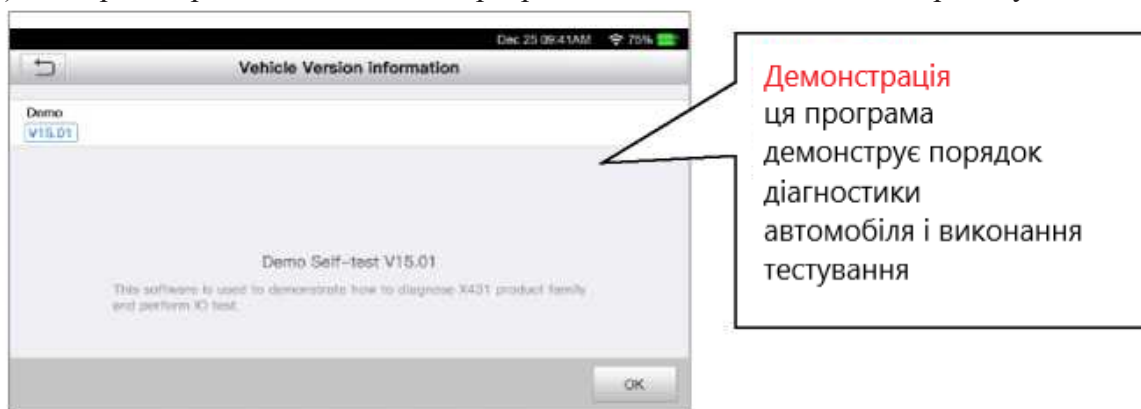 Dec 25 09:41AM 75%
Vehicle Version Information
Demo
V15.01
Demo Self-test V15.01
This software is used to demonstrate how to diagnose X431 product family
and perform IO test.
OK
Демонстрація
ця програма
демонструє порядок
діагностики
автомобіля і виконання
тестування